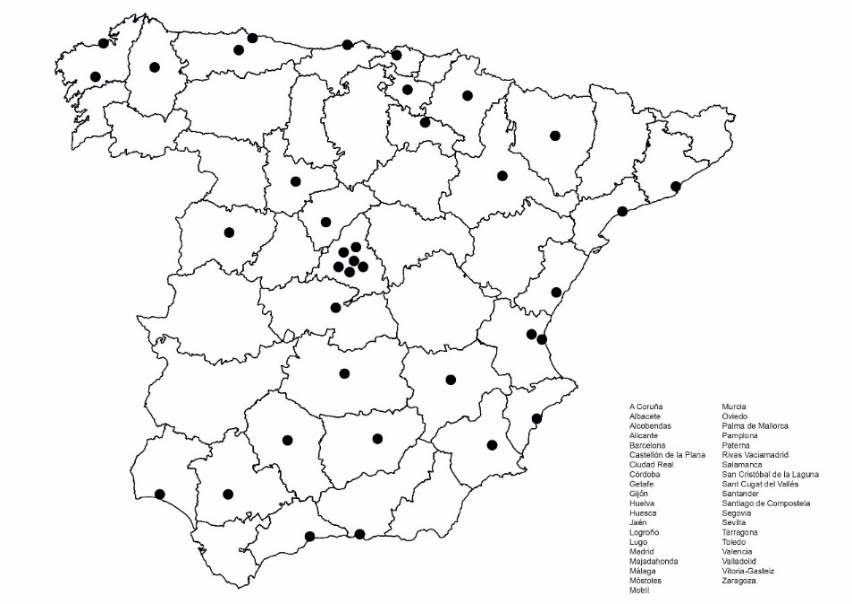 A Coruña
Albacete
Alcobendas
Alicante
Barcelona
Castellón de la Plana
Ciudad Real
Córdoba
Getafe
Gijón
Huelva
Huesca
Jaén
Logroño
Lugo
Madrid
Majadahonda
Málaga
Móstoles
Motril
Murcia
Oviedo
Palma de Mallorca
Pamplona
Paterna
Rivas Vaciamadrid
Salamanca
San Cristóbal de la Laguna
Sant Cugat del Vallés
Santander
Santiago de Compostela
Segovia
Sevilla
Tarragona
Toledo
Valencia
Valladolid
Vitoria-Gasteiz
Zaragoza.